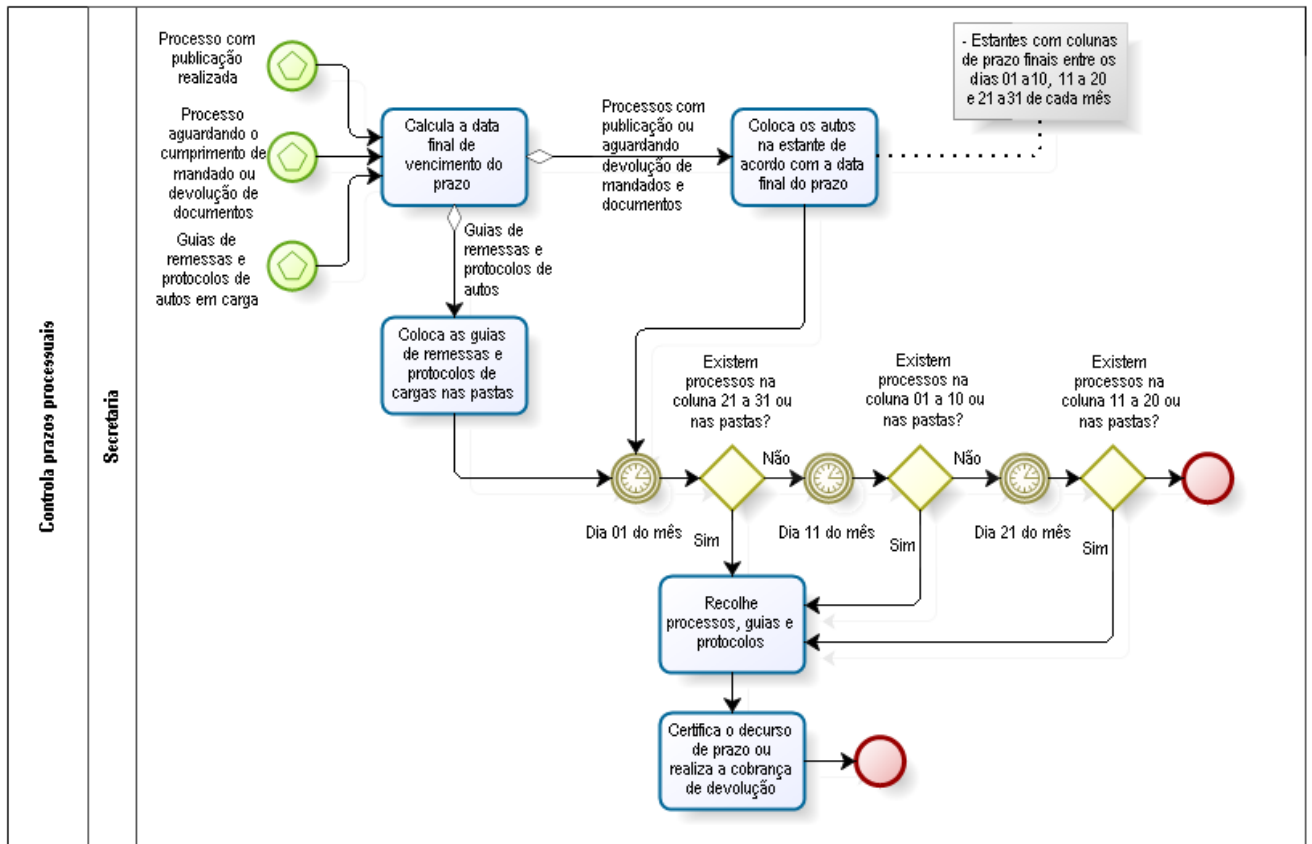 Controla prazos processuais
Secretaria
Processo com
publicação
realizada
Processo
aguardando o
cumprimento de
mandado ou
devolução de
documentos
Guias de
remessas e
protocolos de
autos em carga
Calcula a data
final de
vencimento do
prazo
Processos com
publicação ou
aguardando
devolução de
mandados e
documentos
Coloca os autos
na estante de
acordo com a data
final do prazo
- Estantes com colunas
de prazo finais entre os
dias 01 a 10, 11 a 20
e 21 a 31 de cada mês
Guias de
remessas e
protocolos de
autos
Coloca as guias
de remessas e
protocolos de
cargas nas pastas
Existem
processos na
coluna 21 a 31 ou
nas pastas?
Existem
processos na
coluna 01 a 10 ou
nas pastas?
Existem
processos na
coluna 11 a 20 ou
nas pastas?
Não
Não
Dia 01 do mês
Sim
Dia 11 do mês
Sim
Dia 21 do mês
Sim
Recolhe
processos, guias e
protocolos
Certifica o decurso
de prazo ou
realiza a cobrança
de devolução